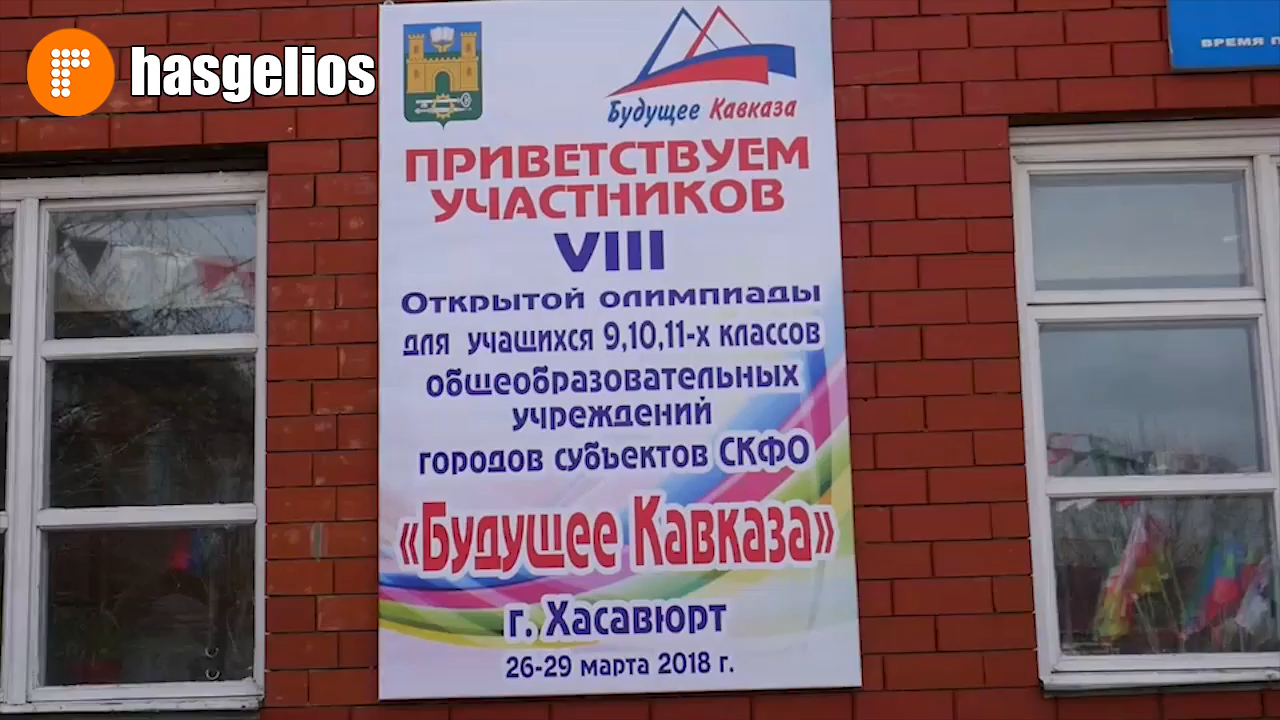 hasgelios
Будущее Кавказа
ПРИВЕТСТВУЕМ
УЧАСТНИКОВ
VIII
Открытой олимпиады
для учащихся 9,10,11-х классов
общеобразовательных
учреждений
городов субъектов СКФО
«Будущее Кавказа»
г. Хасавюрт
26-29 марта 2018 г.
ВРЕМЯ